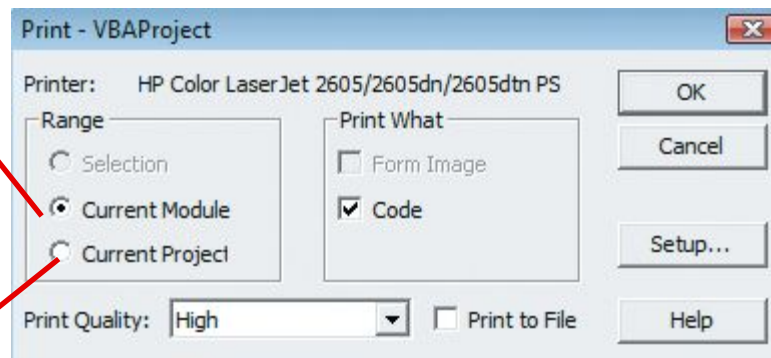 Print - VBAProject
Printer: HP Color LaserJet 2605/2605dn/2605dtn PS
OK
Range
Print What
Cancel
Selection
Form Image
Current Module
Code
Current Project
Setup...
Print Quality: High
Print to File
Help